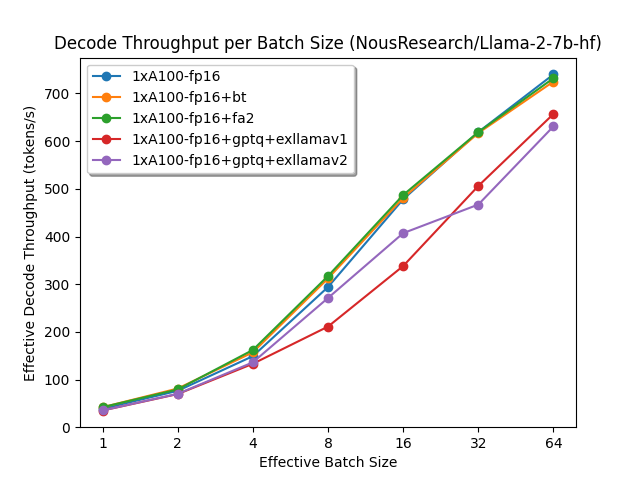 Decode Throughput per Batch Size (NousResearch/Llama-2-7b-hf)
1xA100-fp16
1xA100-fp16+bt
1xA100-fp16+fa2
1xA100-fp16+gptq+exllamav1
1xA100-fp16+gptq+exllamav2
Effective Decode Throughput (tokens/s)
700
600
500
400
300
200
100
0
1 2 4 8 16 32 64
Effective Batch Size